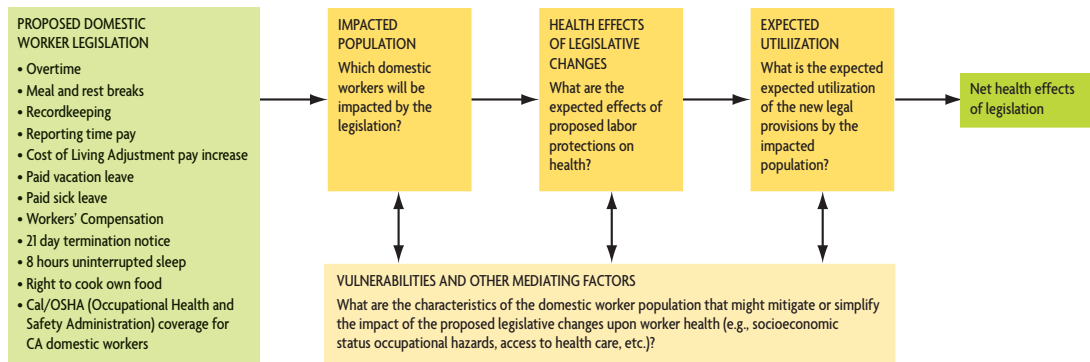 PROPOSED DOMESTIC
WORKER LEGISLATION
• Overtime
• Meal and rest breaks
• Recordkeeping
• Reporting time pay
• Cost of Living Adjustment pay increase
• Paid vacation leave
• Paid sick leave
• Workers' Compensation
• 21 day termination notice
• 8 hours uninterrupted sleep
• Right to cook own food
• Cal/OSHA (Occupational Health and
Safety Administration) coverage for
CA domestic workers
IMPACTED
POPULATION
Which domestic
workers will be
impacted by the
legislation?
HEALTH EFFECTS
OF LEGISLATIVE
CHANGES
What are the
expected effects of
proposed labor
protections on
health?
EXPECTED
UTILIIZATION
What is the expected
expected utilization
of the new legal
provisions by the
impacted
population?
Net health effects
of legislation
VULNERABILITIES AND OTHER MEDIATING FACTORS
What are the characteristics of the domestic worker population that might mitigate or simplify
the impact of the proposed legislative changes upon worker health (e.g., socioeconomic
status occupational hazards, access to health care, etc.)?